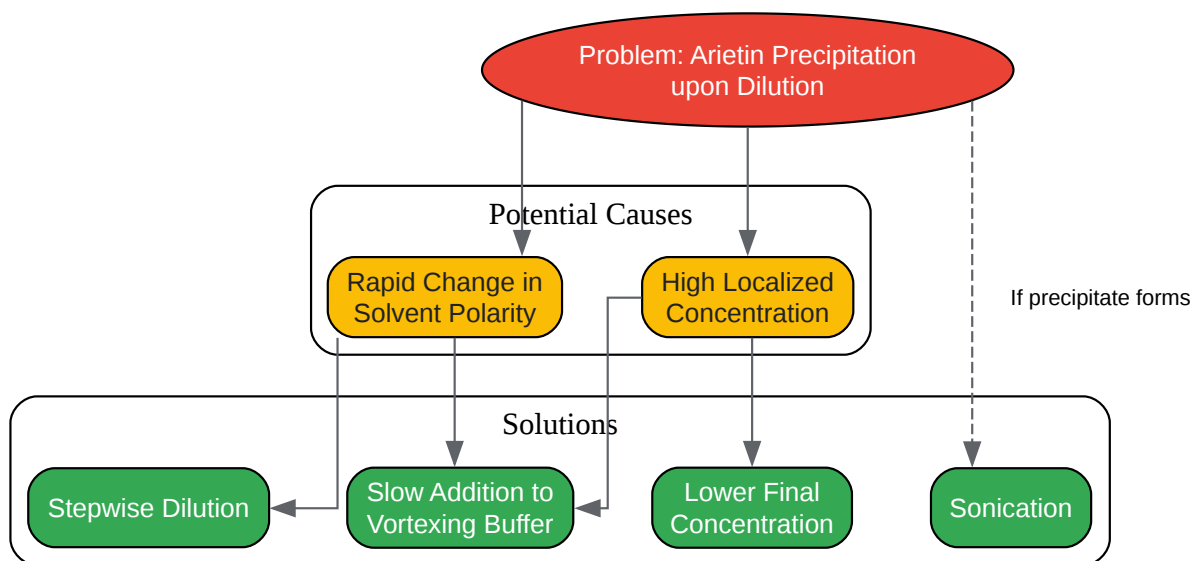 Problem: Arietin Precipitation
upon Dilution
Potential Causes
Rapid Change in
Solvent Polarity
High Localized
Concentration
If precipitate forms
Solutions
Stepwise Dilution
Slow Addition to
Vortexing Buffer
Lower Final
Concentration
Sonication